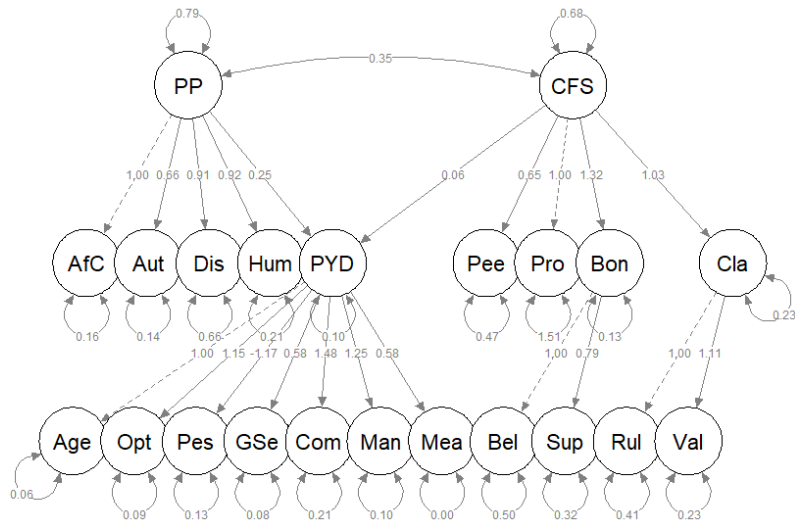 0.79 0.68
0.35
PP CFS
1.00 0.66 0.91 0.92 0.25 0.06 0.65 1.00 1.32 1.03
AfC Aut Dis Hum PYD Pee Pro Bon Cla
0.16 0.14 0.66 0.21 0.10 0.47 1.51 0.13 0.23
1.00 1.15 -1.17 0.58 1.48 1.25 0.58 1.00 0.79 1.00 1.11
Age Opt Pes GSe Com Man Mea Bel Sup Rul Val
0.06 0.09 0.13 0.08 0.21 0.10 0.00 0.50 0.32 0.41 0.23